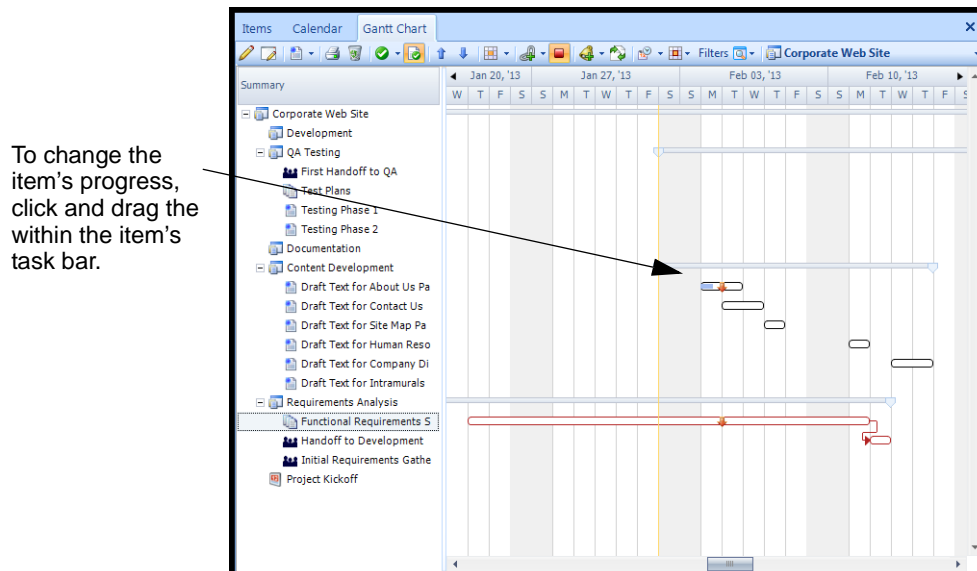 Items Calendar Gantt Chart
Filters Corporate Web Site
Summary
Jan 20, '13 Jan 27, '13 Feb 03, '13 Feb 10, '13
W T F S S M T W T F S S M T W T F S S M T W T F S
Corporate Web Site
Development
QA Testing
First Handoff to QA
Test Plans
Testing Phase 1
Testing Phase 2
Documentation
Content Development
Draft Text for About Us Pa
Draft Text for Contact Us
Draft Text for Site Map Pa
Draft Text for Human Reso
Draft Text for Company Di
Draft Text for Intramurals
Requirements Analysis
Functional Requirements S
Handoff to Development
Initial Requirements Gathe
Project Kickoff
To change the
item’s progress,
click and drag the
within the item’s
task bar.